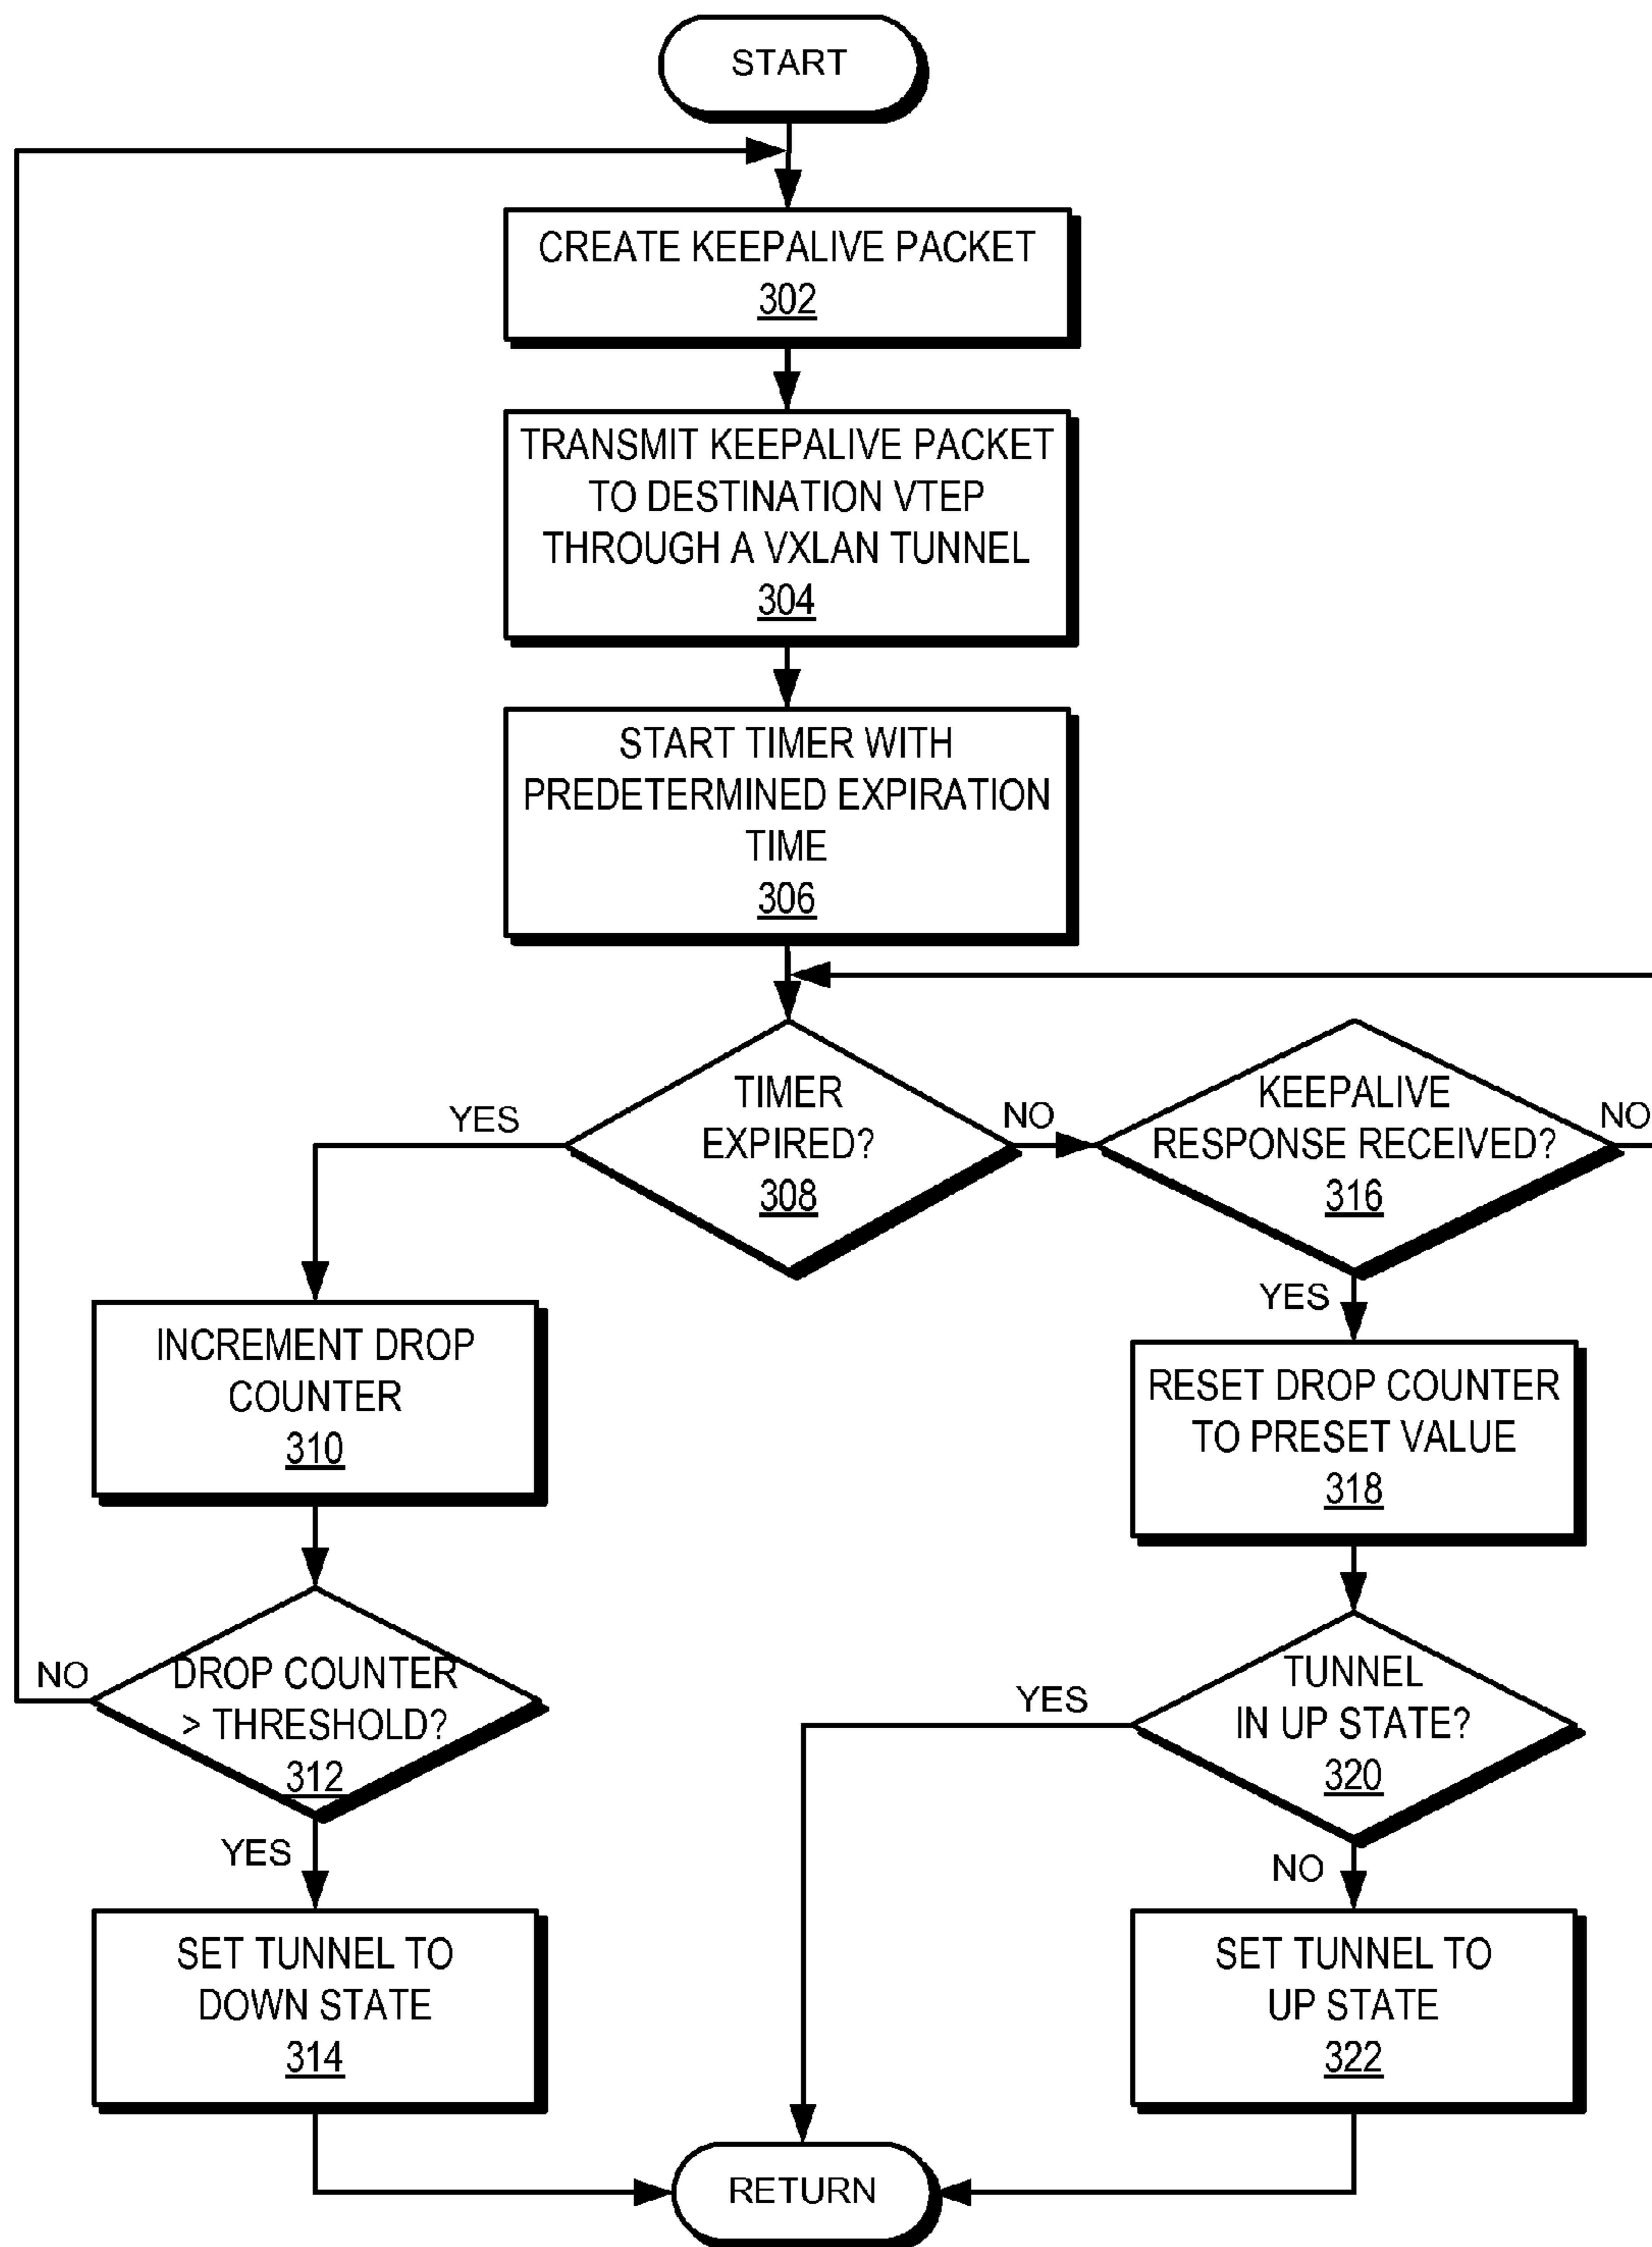 START
CREATE KEEPALIVE PACKET
302
TRANSMIT KEEPALIVE PACKET
TO DESTINATION VTEP
THROUGH A VXLAN TUNNEL
304
START TIMER WITH
PREDETERMINED EXPIRATION
TIME
306
TIMER
EXPIRED?
308
YES
NO
KEEPALIVE
RESPONSE RECEIVED?
316
NO
YES
INCREMENT DROP
COUNTER
310
RESET DROP COUNTER
TO PRESET VALUE
318
DROP COUNTER
> THRESHOLD?
312
NO
YES
TUNNEL
IN UP STATE?
320
YES
NO
SET TUNNEL TO
DOWN STATE
314
SET TUNNEL TO
UP STATE
322
RETURN